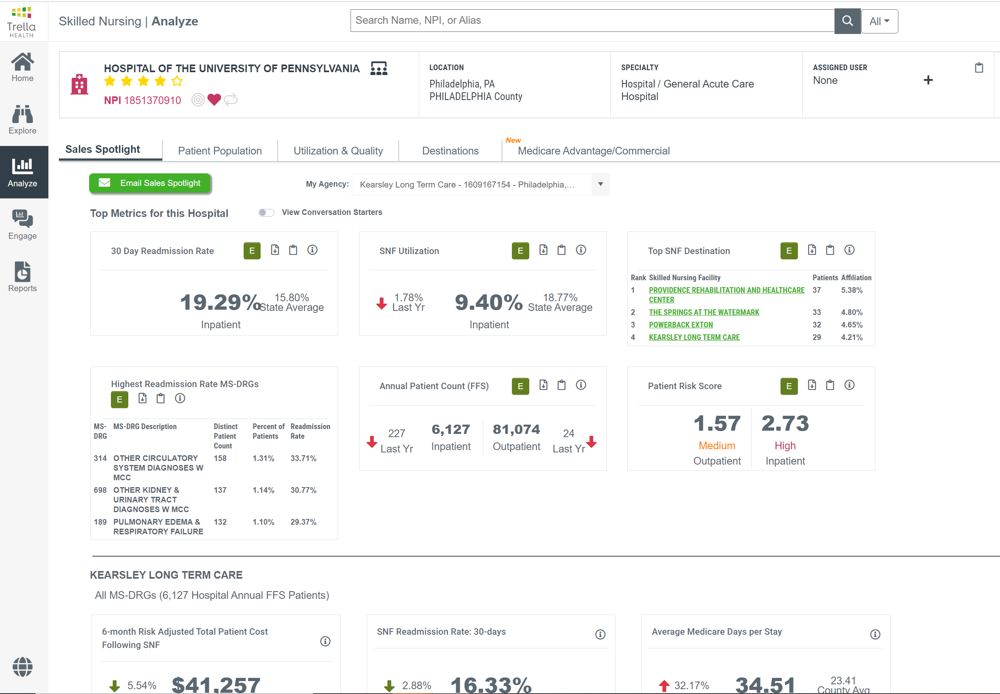 Trella
HEALTH
Skilled Nursing | Analyze
Search Name, NPI, or Alias
All
Home
Explore
Analyze
Engage
Reports
HOSPITAL OF THE UNIVERSITY OF PENNSYLVANIA
NPI 1851370910
LOCATION
Philadelphia, PA
PHILADELPHIA County
SPECIALTY
Hospital / General Acute Care
Hospital
ASSIGNED USER
None
Sales Spotlight
Patient Population
Utilization & Quality
Destinations
New
Medicare Advantage/Commercial
Email Sales Spotlight
My Agency:
Kearsley Long Term Care - 1609167154 - Philadelphia,...
Top Metrics for this Hospital
View Conversation Starters
30 Day Readmission Rate
E
19.29%
15.80%
State Average
Inpatient
SNF Utilization
E
1.78%
Last Yr
9.40%
18.77%
State Average
Inpatient
Top SNF Destination
E
Rank Skilled Nursing Facility Patients Affiliation
1 PROVIDENCE REHABILITATION AND HEALTHCARE 37 5.38%
CENTER
2 THE SPRINGS AT THE WATERMARK 33 4.80%
3 POWERBACK EXTON 32 4.65%
4 KEARSLEY LONG TERM CARE 29 4.21%
Highest Readmission Rate MS-DRGs
E
MS- MS-DRG Description Distinct Percent of Readmission
DRG Patient Patients Rate
Count
314 OTHER CIRCULATORY 158 1.31% 33.71%
SYSTEM DIAGNOSES W
MCC
698 OTHER KIDNEY & 137 1.14% 30.77%
URINARY TRACT
DIAGNOSES W MCC
189 PULMONARY EDEMA & 132 1.10% 29.37%
RESPIRATORY FAILURE
Annual Patient Count (FFS)
E
227
Last Yr
6,127
Inpatient
81,074
Outpatient
24
Last Yr
Patient Risk Score
E
1.57
Medium
Outpatient
2.73
High
Inpatient
KEARSLEY LONG TERM CARE
All MS-DRGs (6,127 Hospital Annual FFS Patients)
6-month Risk Adjusted Total Patient Cost
Following SNF
5.54%
$41,257
SNF Readmission Rate: 30-days
2.88%
16.33%
Average Medicare Days per Stay
32.17%
34.51
23.41
County Avg